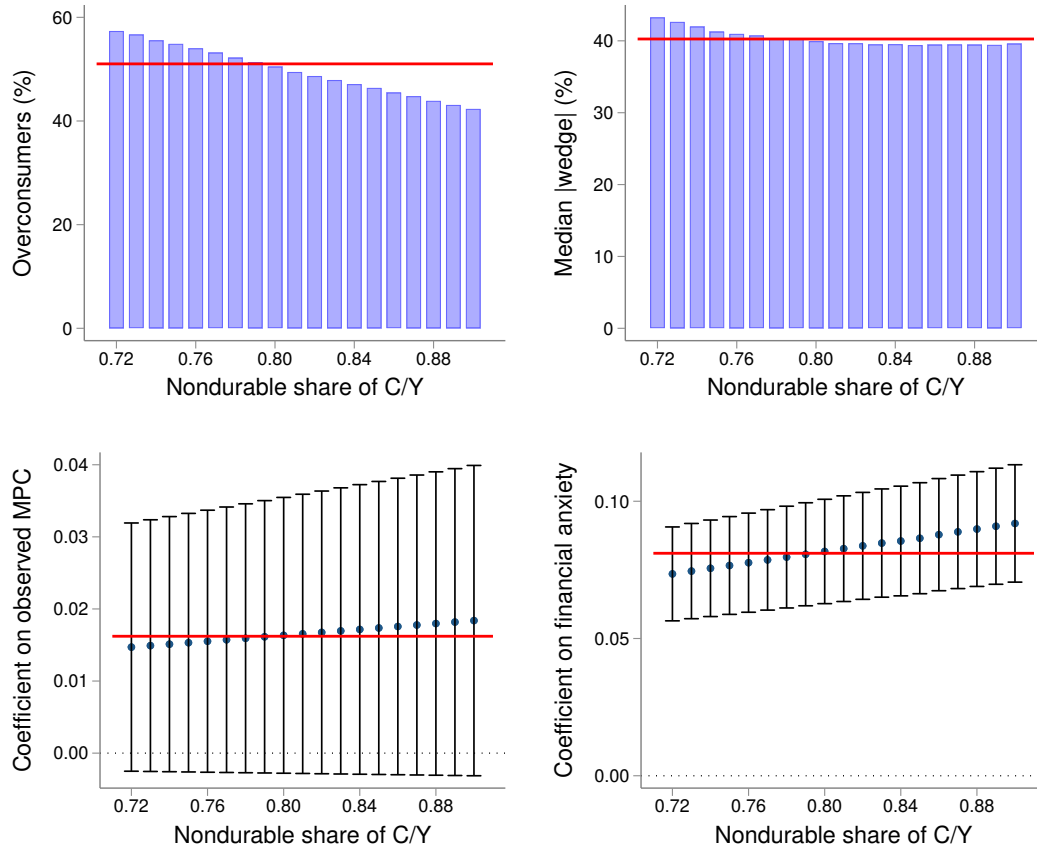 Overconsumers (%)
60
40
20
0
0.72 0.76 0.80 0.84 0.88
Nondurable share of C/Y
Median |wedge| (%)
40
30
20
10
0
0.72 0.76 0.80 0.84 0.88
Nondurable share of C/Y
Coefficient on observed MPC
0.04
0.03
0.02
0.01
0.00
0.72 0.76 0.80 0.84 0.88
Nondurable share of C/Y
Coefficient on financial anxiety
0.10
0.05
0.00
0.72 0.76 0.80 0.84 0.88
Nondurable share of C/Y